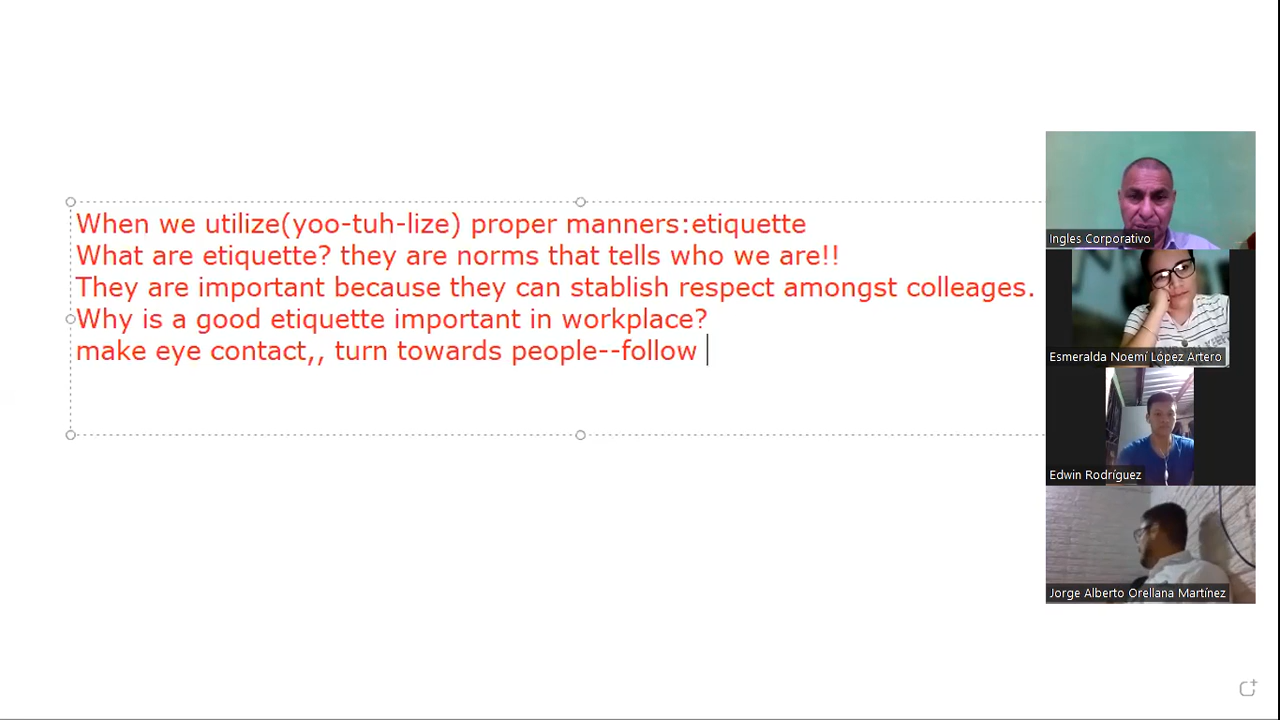 When we utilize(yoo-tuh-lize) proper manners:etiquette
What are etiquette? they are norms that tells who we are!!
They are important because they can stablish respect amongst colleages.
Why is a good etiquette important in workplace?
make eye contact,, turn towards people--follow
Ingles Corporativo
Esmeralda Noemí López Artero
Edwin Rodríguez
Jorge Alberto Orellana Martínez